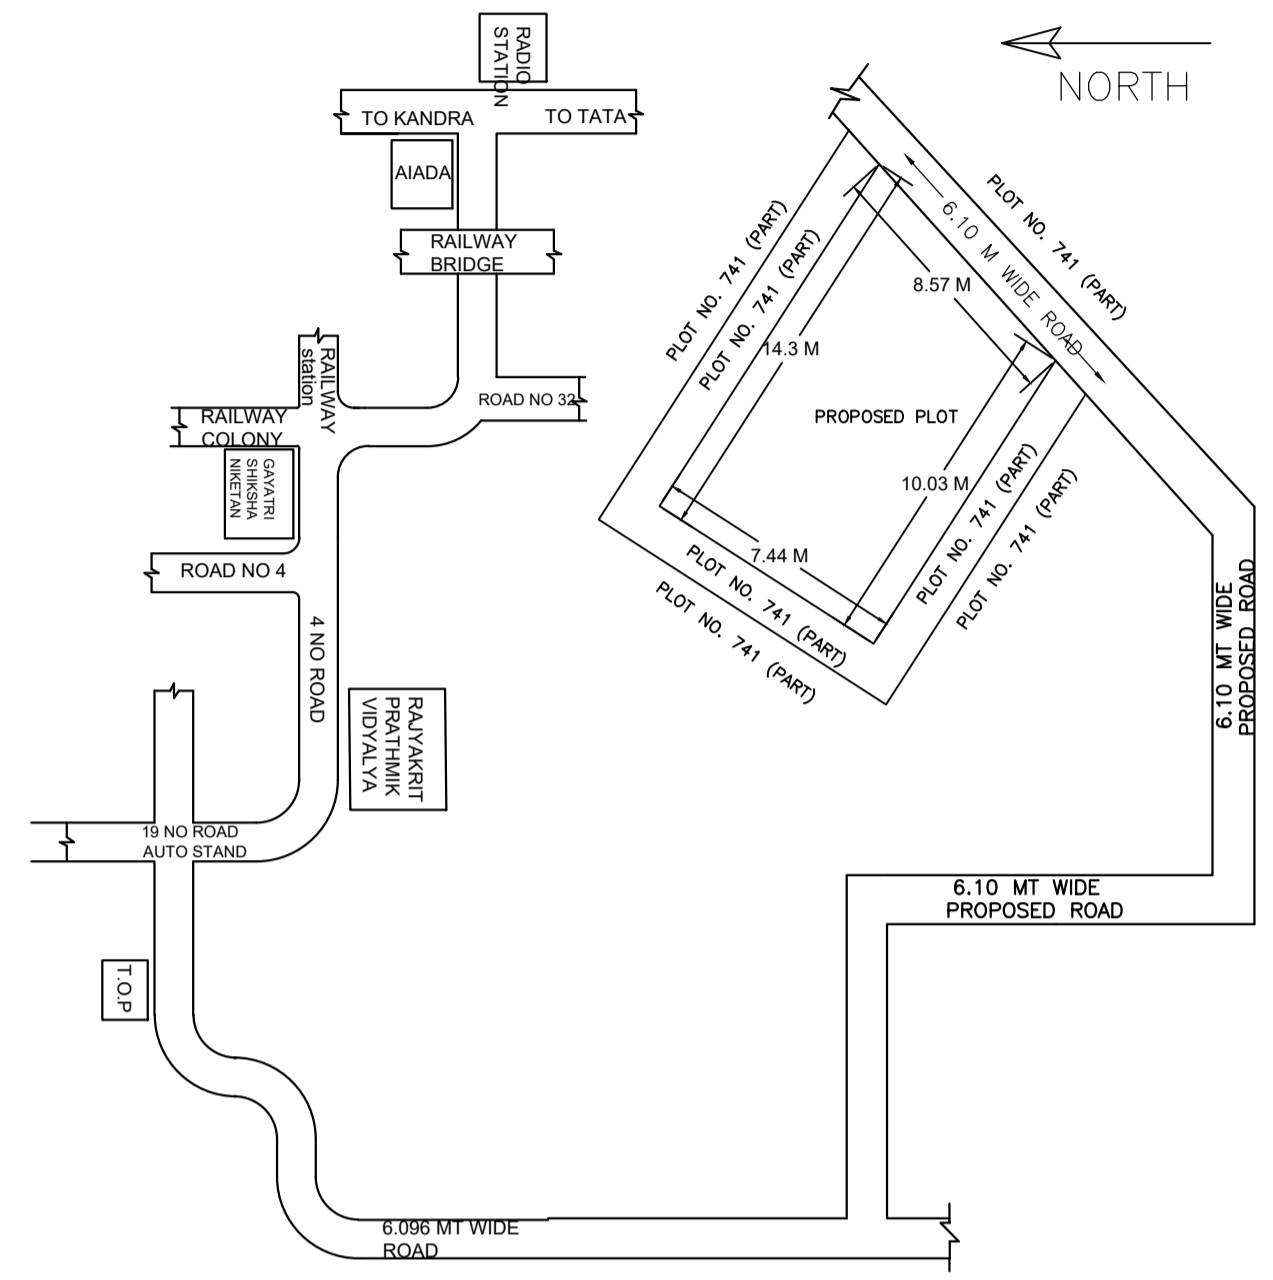 RADIO
STATION
NORTH
TO KANDRA
TO TATA
AIADA
RAILWAY
BRIDGE
RAILWAY
station
ROAD NO 32
RAILWAY
COLONY
GAYATRI
SHIKSHA
NIKETAN
ROAD NO 4
4 NO ROAD
RAJYAKRIT
PRATHMIK
VIDYALYA
19 NO ROAD
AUTO STAND
T.O.P
6.096 MT WIDE
ROAD
PLOT NO. 741 (PART)
6.10 M WIDE ROAD
PLOT NO. 741 (PART)
PLOT NO. 741 (PART)
8.57 M
14.3 M
PROPOSED PLOT
10.03 M
7.44 M
PLOT NO. 741 (PART)
PLOT NO. 741 (PART)
PLOT NO. 741 (PART)
PLOT NO. 741 (PART)
6.10 MT WIDE
PROPOSED ROAD
6.10 MT WIDE
PROPOSED ROAD